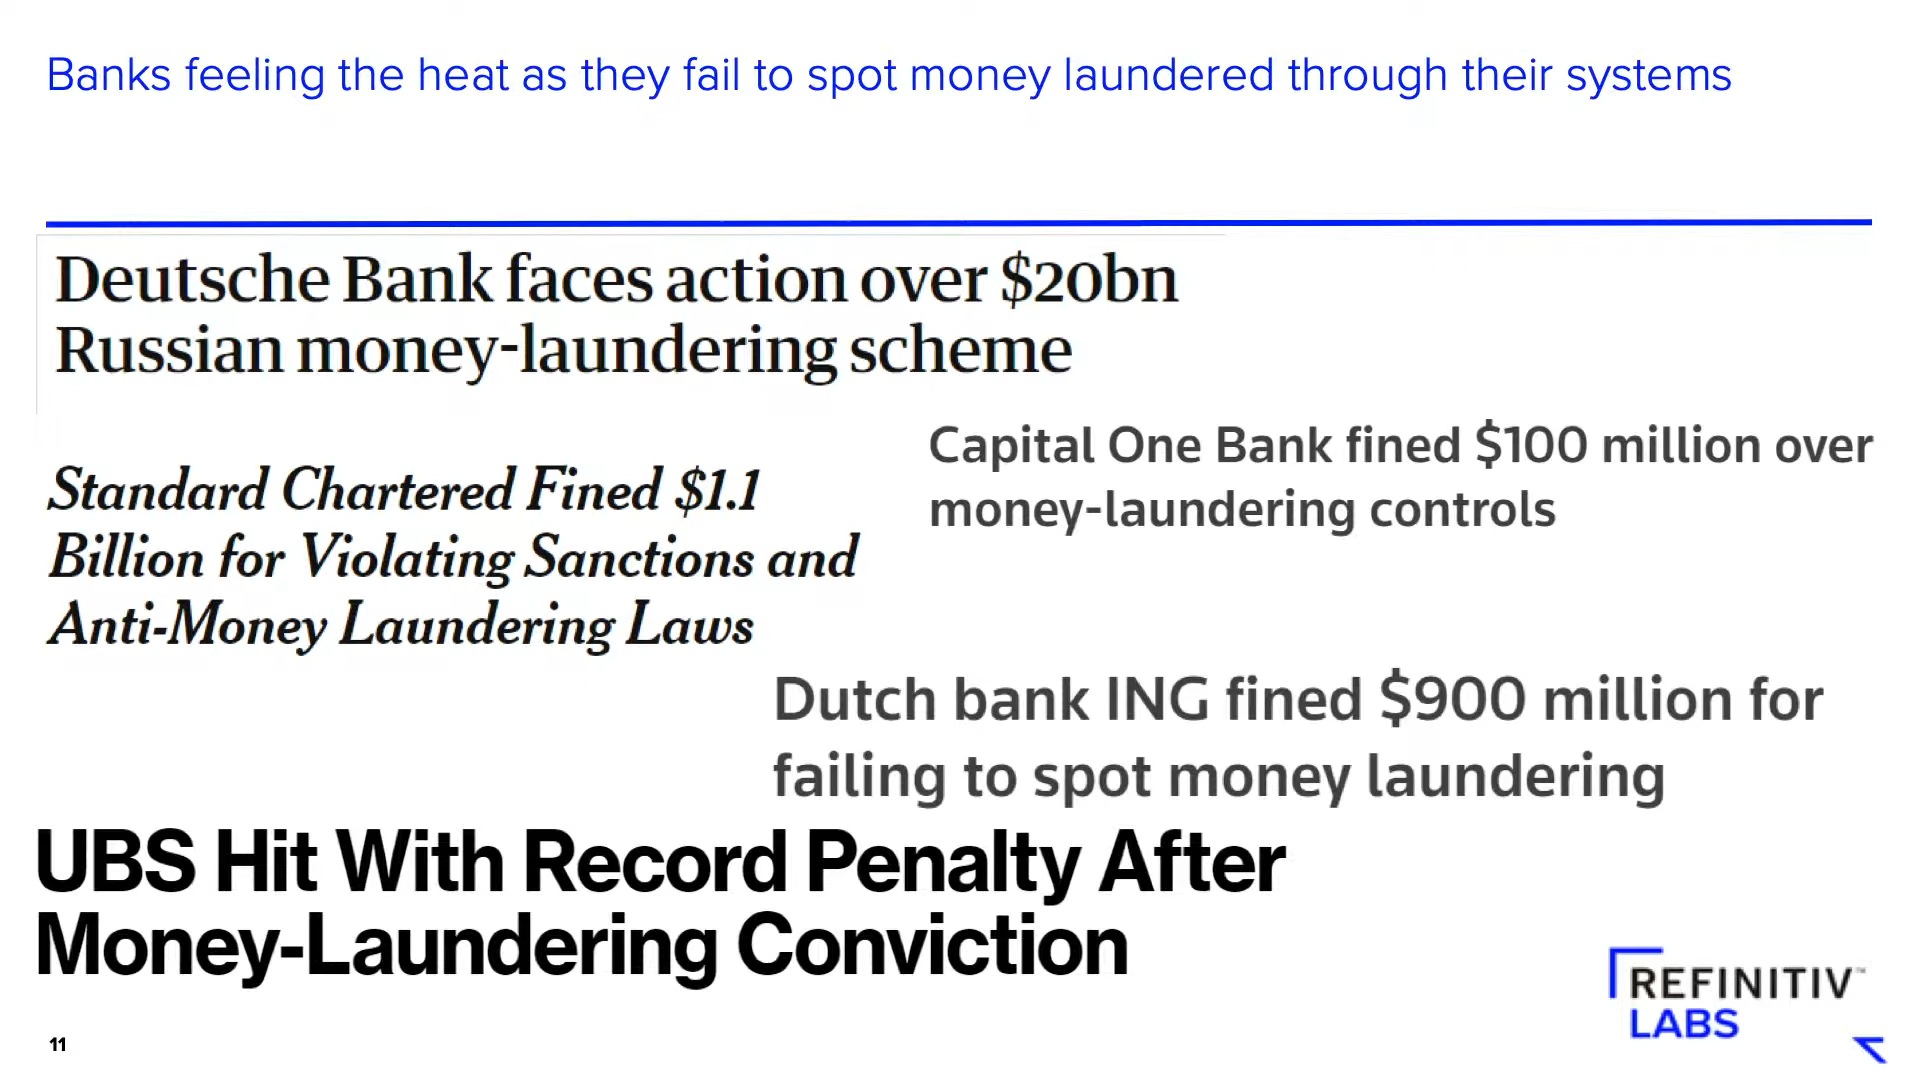 Banks feeling the heat as they fail to spot money laundered through their systems
Deutsche Bank faces action over $20bn
Russian money-laundering scheme
Capital One Bank fined $100 million over
money-laundering controls
Standard Chartered Fined $1.1
Billion for Violating Sanctions and
Anti-Money Laundering Laws
Dutch bank ING fined $900 million for
failing to spot money laundering
UBS Hit With Record Penalty After
Money-Laundering Conviction
REFINITIV™
LABS
11